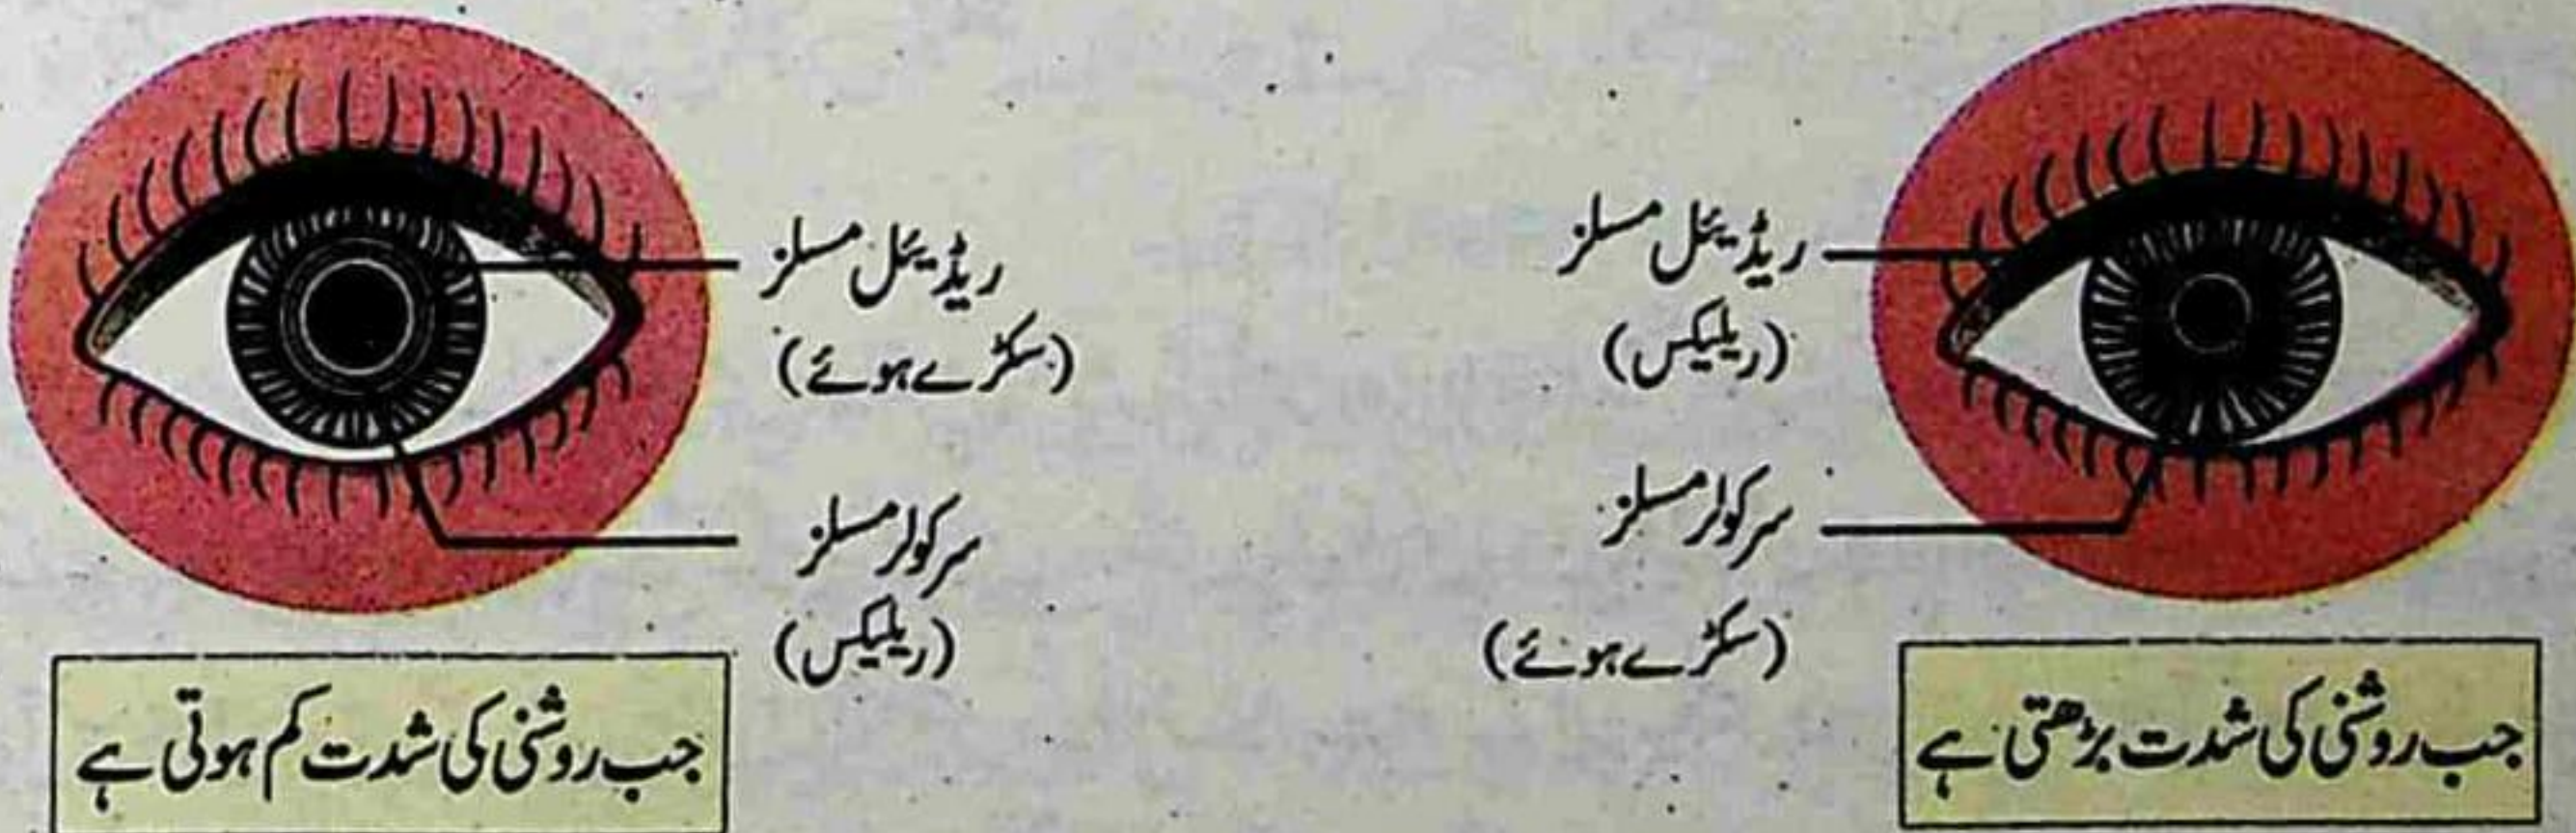 ریڈیئل مسلز
(ریلیکس)
سرکولر مسلز
(سکڑے ہوئے)
جب روشنی کی شدت بڑھتی ہے
ریڈیئل مسلز
(سکڑے ہوئے)
سرکولر مسلز
(ریلیکس)
جب روشنی کی شدت کم ہوتی ہے